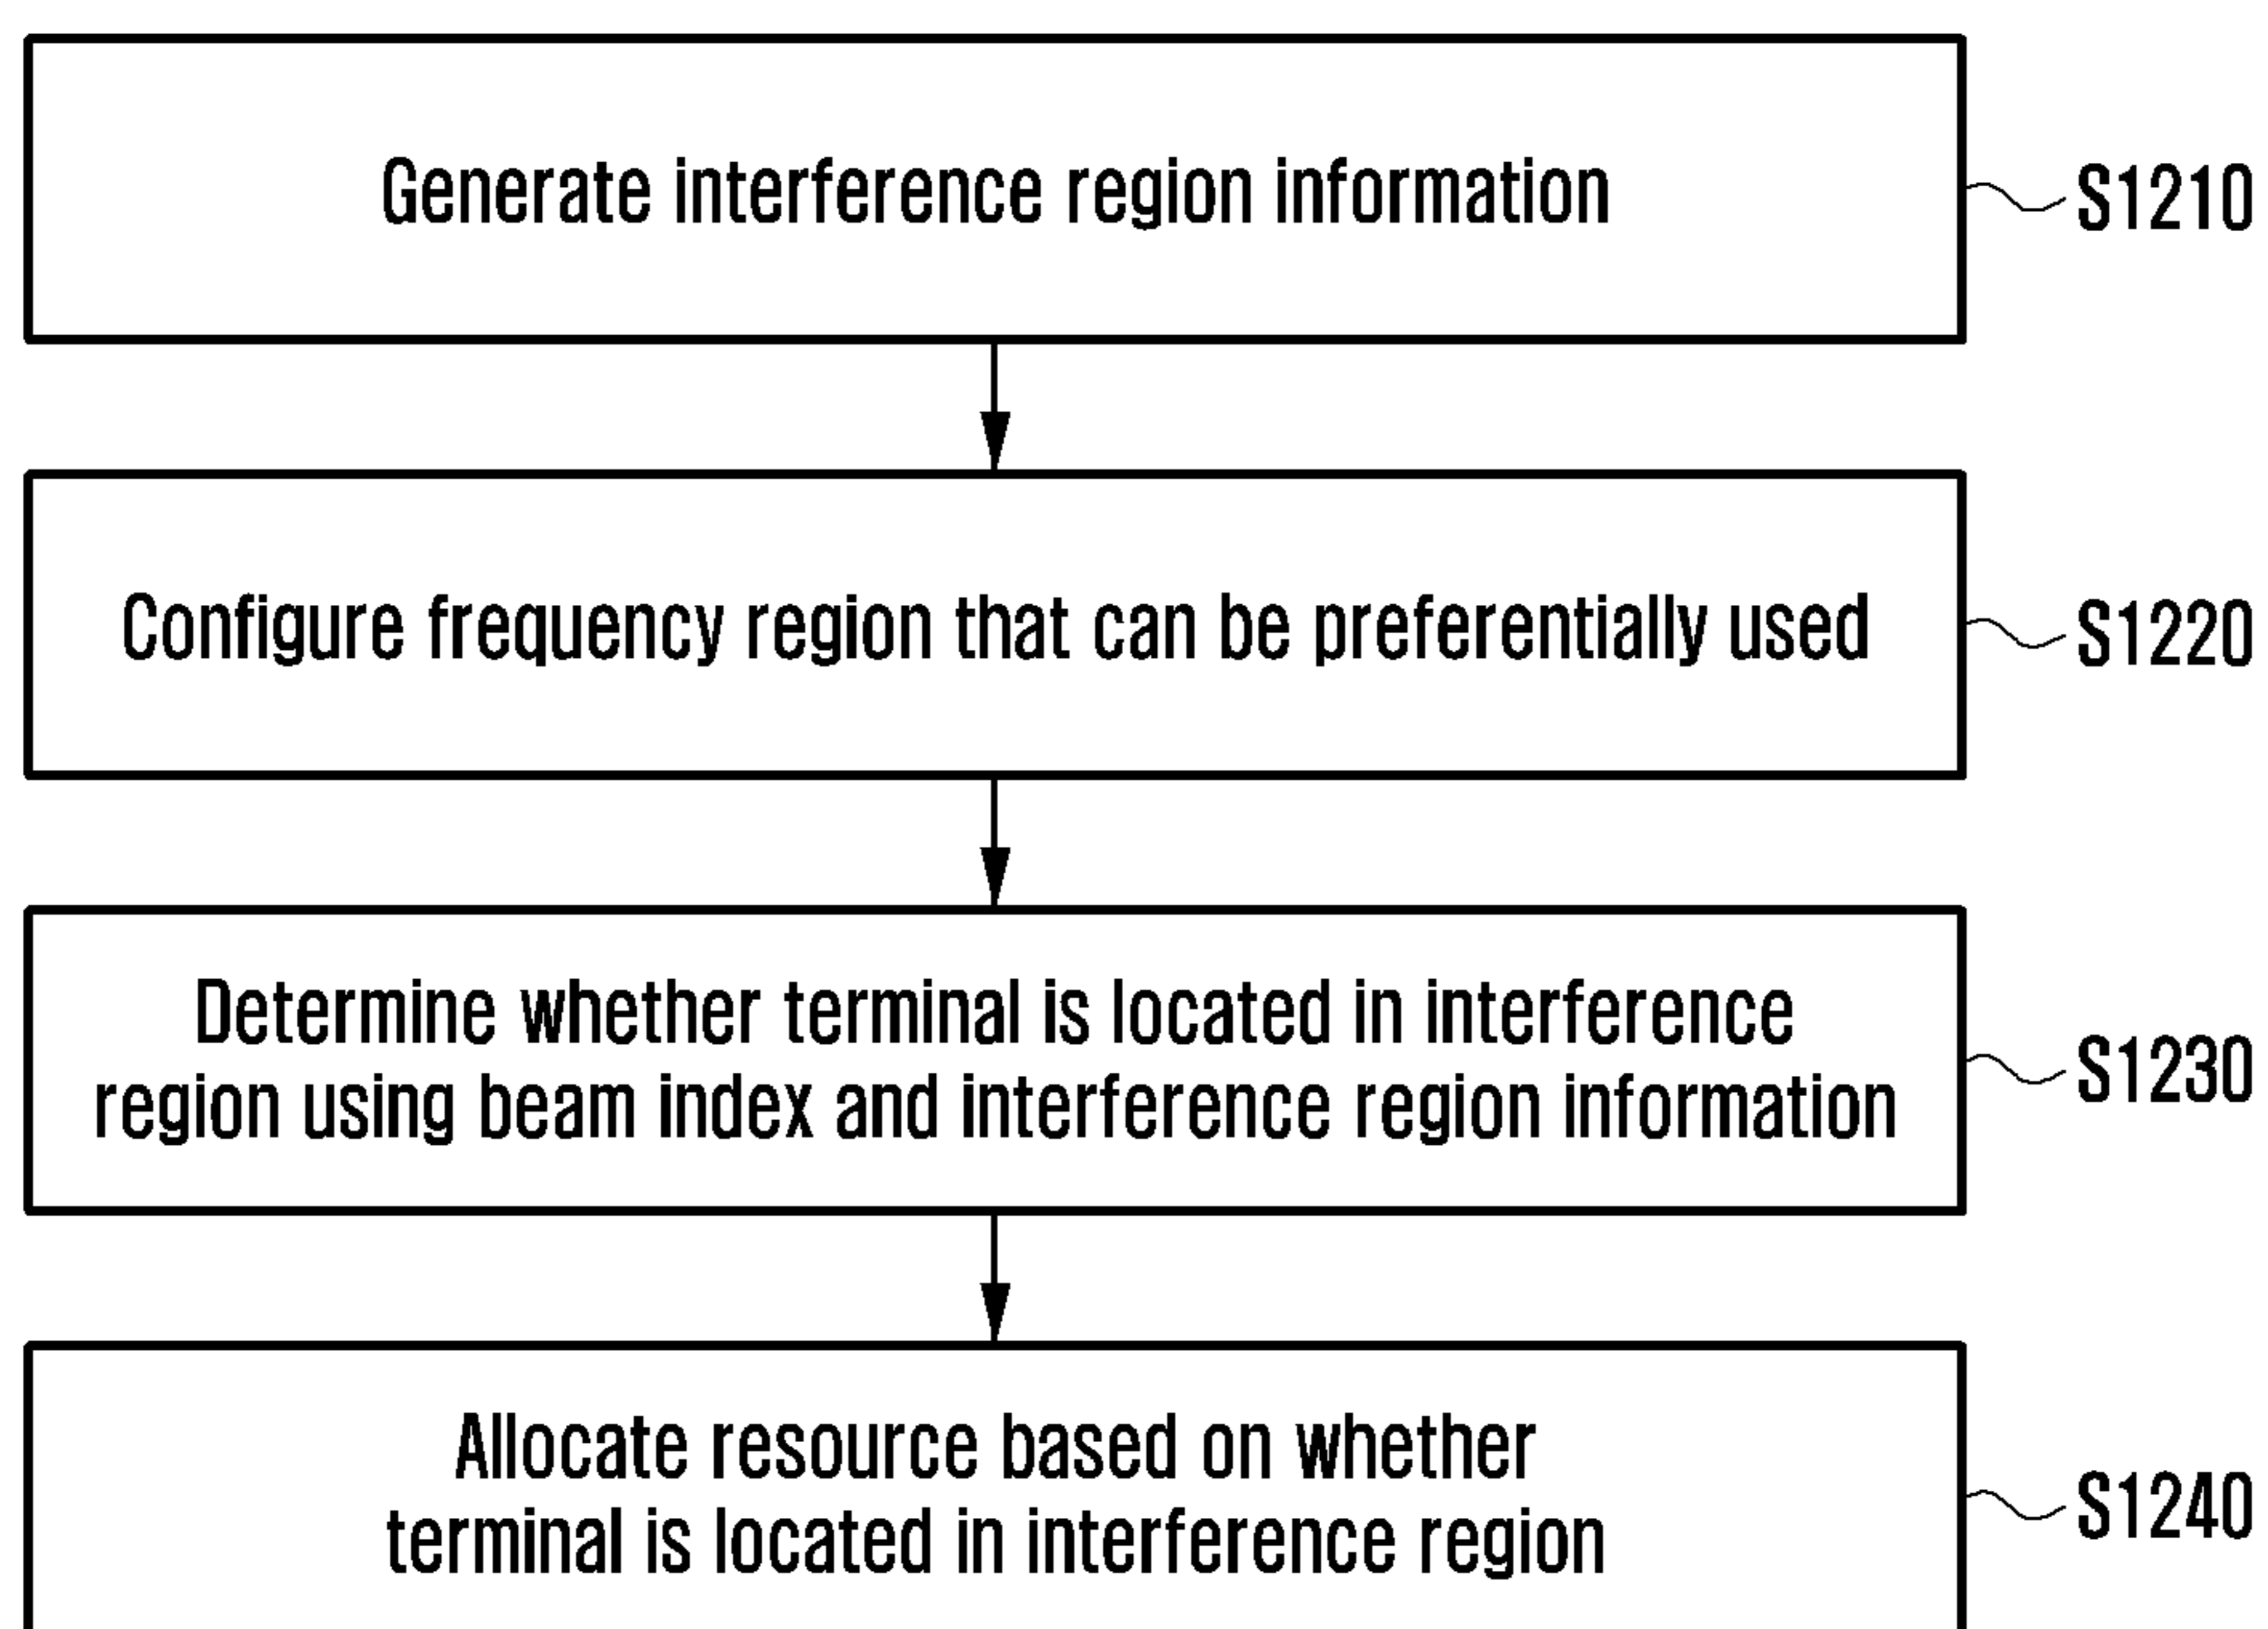 Generate interference region information
S1210
Configure frequency region that can be preferentially used
S1220
Determine whether terminal is located in interference
region using beam index and interference region information
S1230
Allocate resource based on whether
terminal is located in interference region
S1240